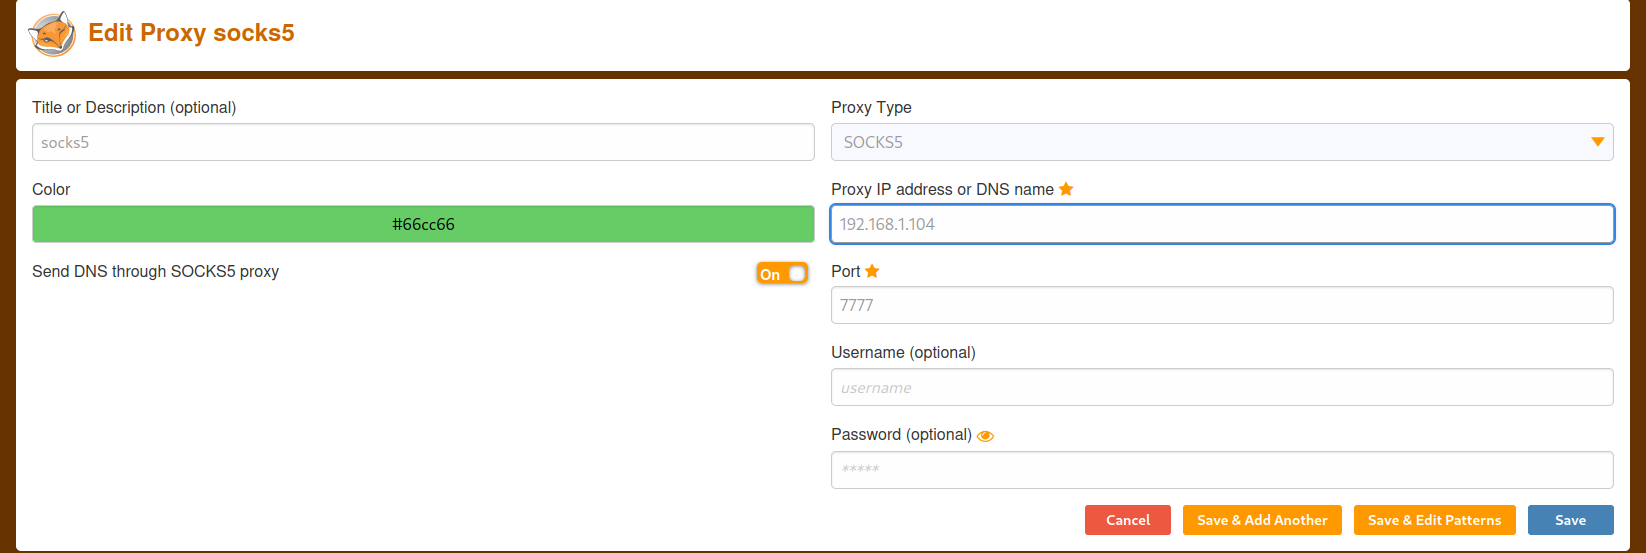 Edit Proxy socks5
Title or Description (optional)
socks5
Color
#66cc66
Send DNS through SOCKS5 proxy
On
Proxy Type
SOCKS5
Proxy IP address or DNS name
192.168.1.104
Port
7777
Username (optional)
username
Password (optional)
*****
Cancel
Save & Add Another
Save & Edit Patterns
Save